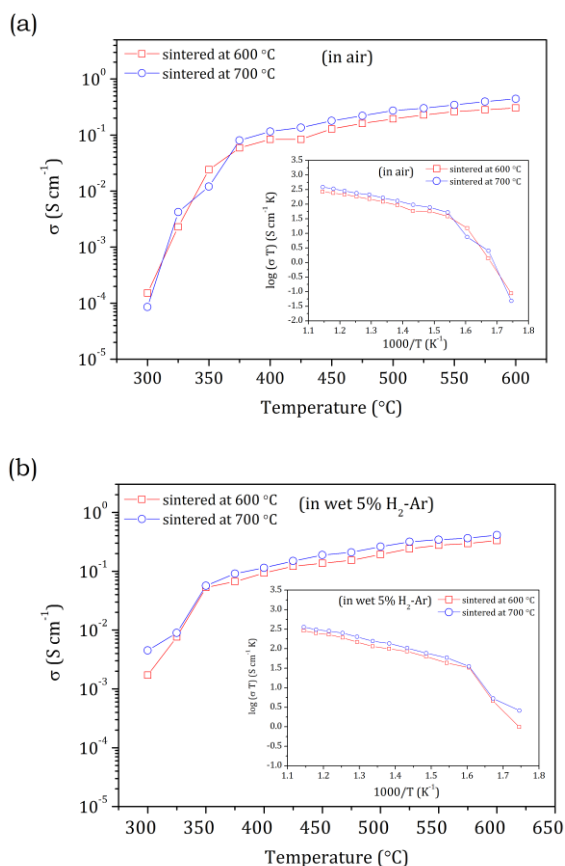 (a)
sintered at 600 °C
sintered at 700 °C
(in air)
10⁰
10⁻¹
10⁻²
10⁻³
10⁻⁴
10⁻⁵
σ (S cm⁻¹)
300 350 400 450 500 550 600
Temperature (°C)
(in air)
sintered at 600 °C
sintered at 700 °C
3.5
3.0
2.5
2.0
1.5
1.0
0.5
0.0
-0.5
-1.0
-1.5
-2.0
log (σ T) (S cm⁻¹ K)
1.1 1.2 1.3 1.4 1.5 1.6 1.7 1.8
1000/T (K⁻¹)
(b)
sintered at 600 °C
sintered at 700 °C
(in wet 5% H₂-Ar)
10¹
10⁰
10⁻¹
10⁻²
10⁻³
10⁻⁴
10⁻⁵
σ (S cm⁻¹)
300 350 400 450 500 550 600 650
Temperature (°C)
(in wet 5% H₂-Ar)
sintered at 600 °C
sintered at 700 °C
3.5
3.0
2.5
2.0
1.5
1.0
0.5
0.0
-0.5
-1.0
log (σ T) (S cm⁻¹ K)
1.1 1.2 1.3 1.4 1.5 1.6 1.7 1.8
1000/T (K⁻¹)